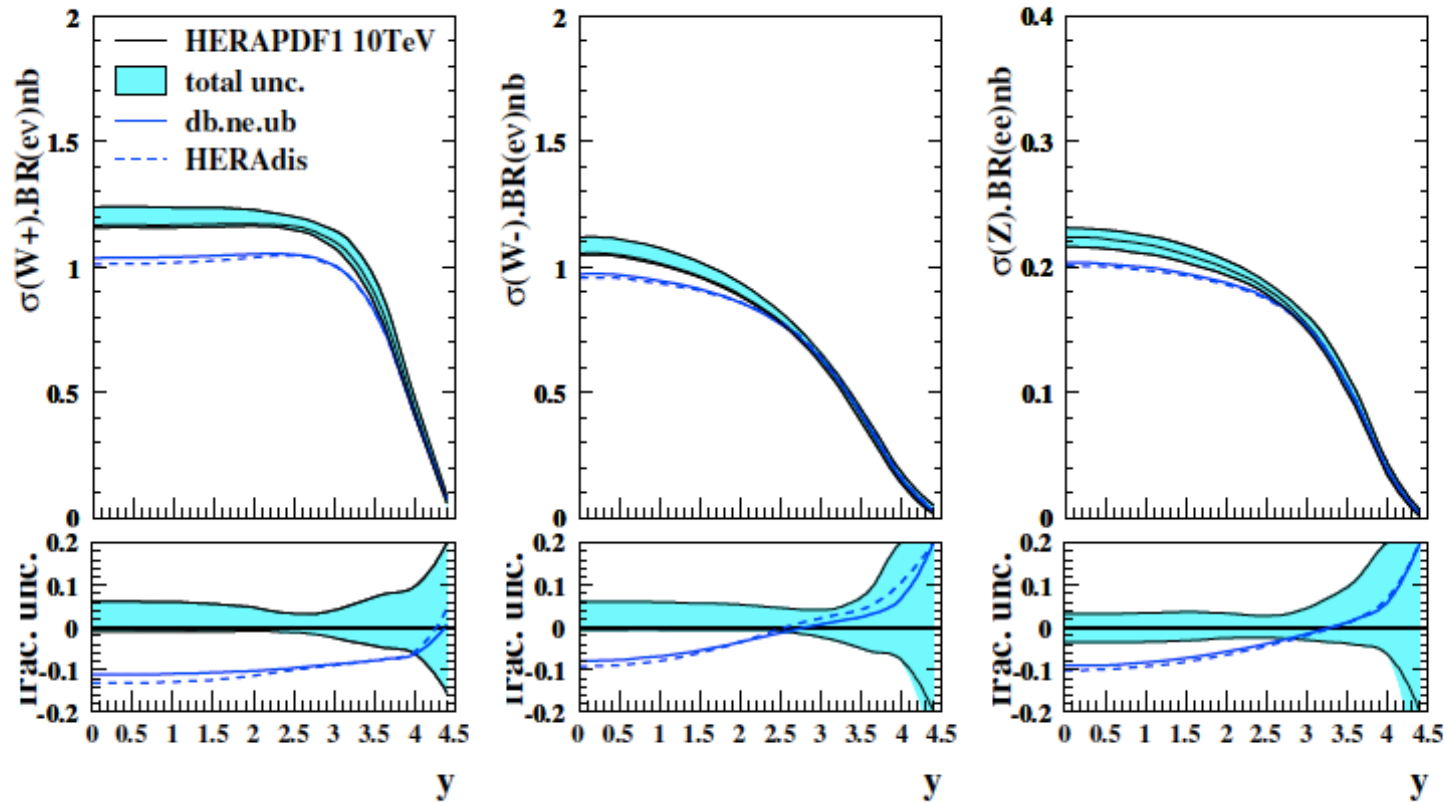 σ(W+).BR(eν)nb
2
1.5
1
0.5
0
HERAPDF1 10TeV
total unc.
db.ne.ub
HERAdis
frac. unc.
0.2
0.1
0
-0.1
-0.2
0 0.5 1 1.5 2 2.5 3 3.5 4 4.5
y
σ(W-).BR(eν)nb
2
1.5
1
0.5
0
frac. unc.
0.2
0.1
0
-0.1
-0.2
0 0.5 1 1.5 2 2.5 3 3.5 4 4.5
y
σ(Z).BR(ee)nb
0.4
0.3
0.2
0.1
0
frac. unc.
0.2
0.1
0
-0.1
-0.2
0 0.5 1 1.5 2 2.5 3 3.5 4 4.5
y